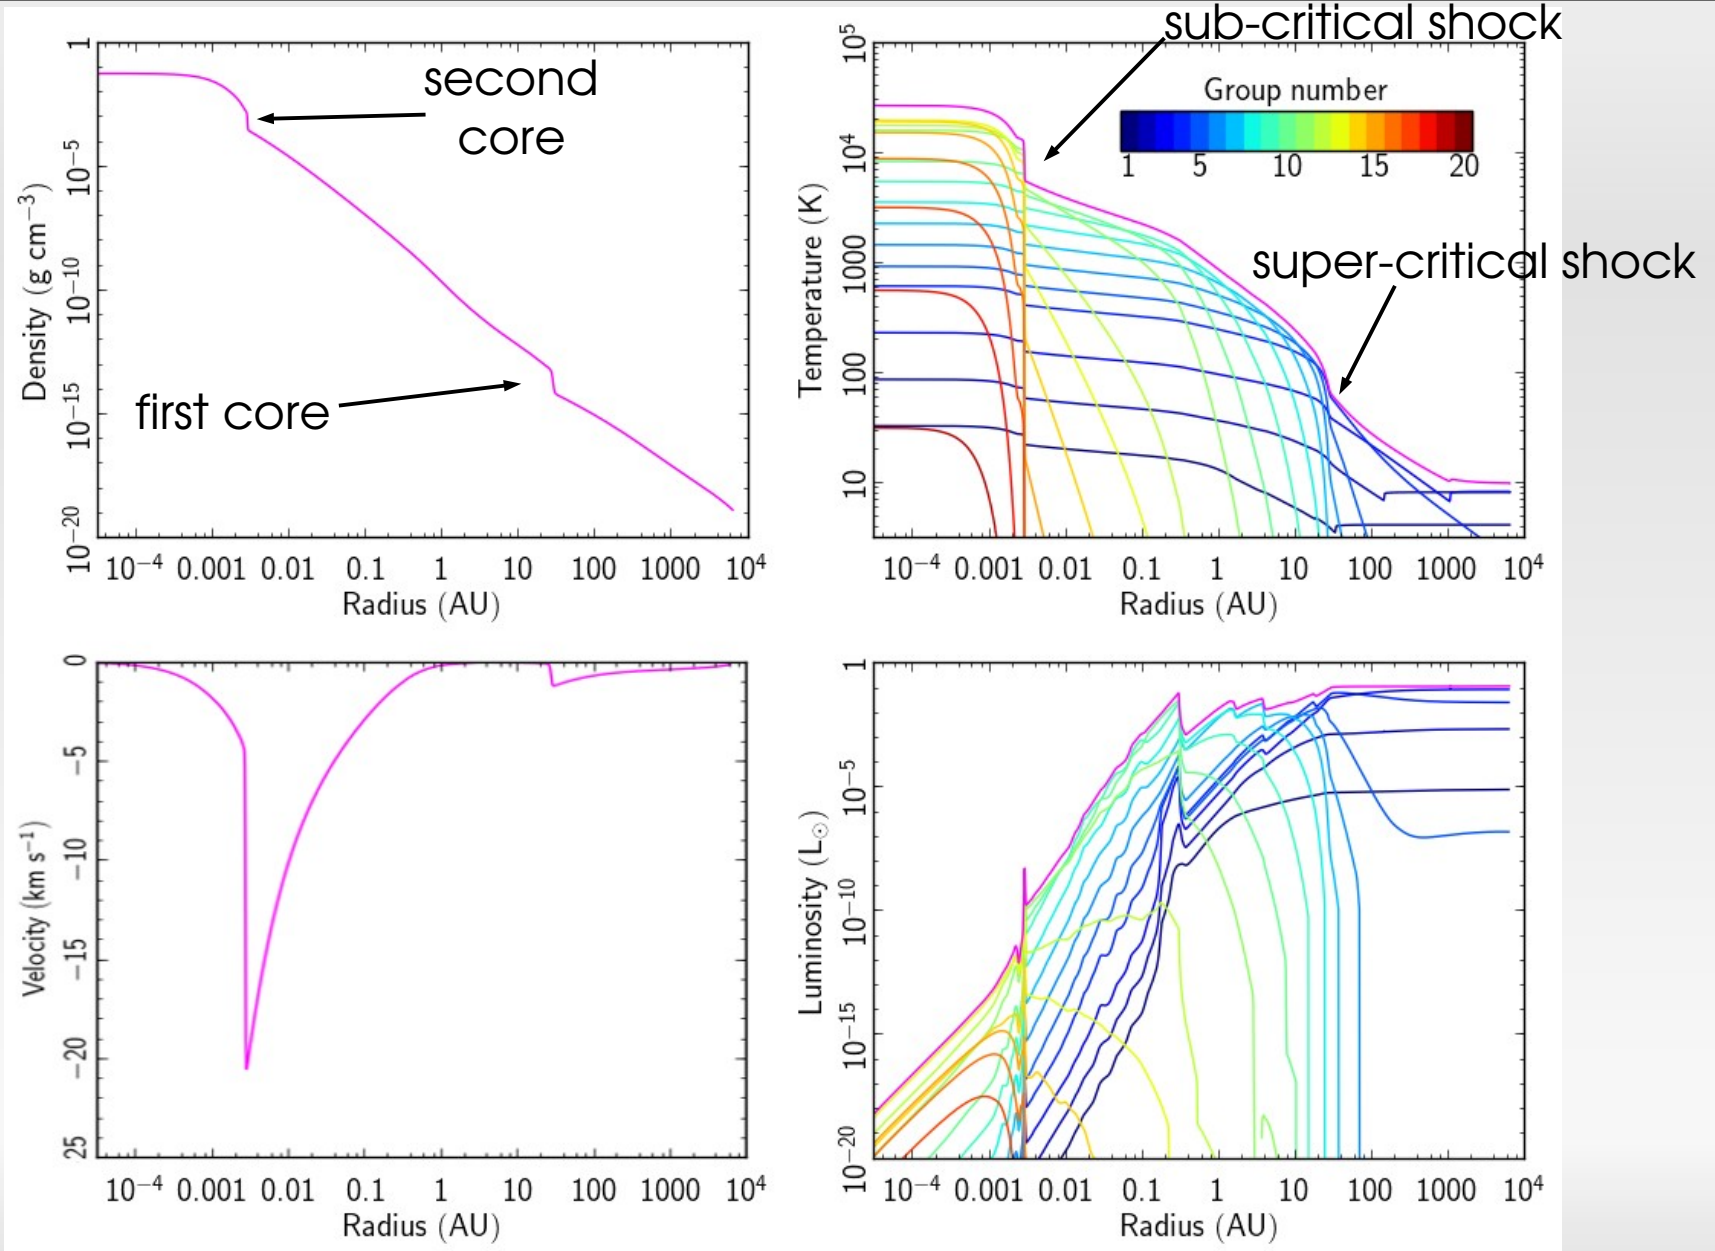 sub-critical shock
second
core
first core
1
10⁻⁵
10⁻¹⁰
10⁻¹⁵
10⁻²⁰
Density (g cm⁻³)
10⁻⁴ 0.001 0.01 0.1 1 10 100 1000 10⁴
Radius (AU)
Group number
1 5 10 15 20
super-critical shock
10⁵
10⁴
1000
100
10
Temperature (K)
10⁻⁴ 0.001 0.01 0.1 1 10 100 1000 10⁴
Radius (AU)
0
−5
−10
−15
−20
25
Velocity (km s⁻¹)
10⁻⁴ 0.001 0.01 0.1 1 10 100 1000 10⁴
Radius (AU)
1
10⁻⁵
10⁻¹⁰
10⁻¹⁵
10⁻²⁰
Luminosity (L☉)
10⁻⁴ 0.001 0.01 0.1 1 10 100 1000 10⁴
Radius (AU)